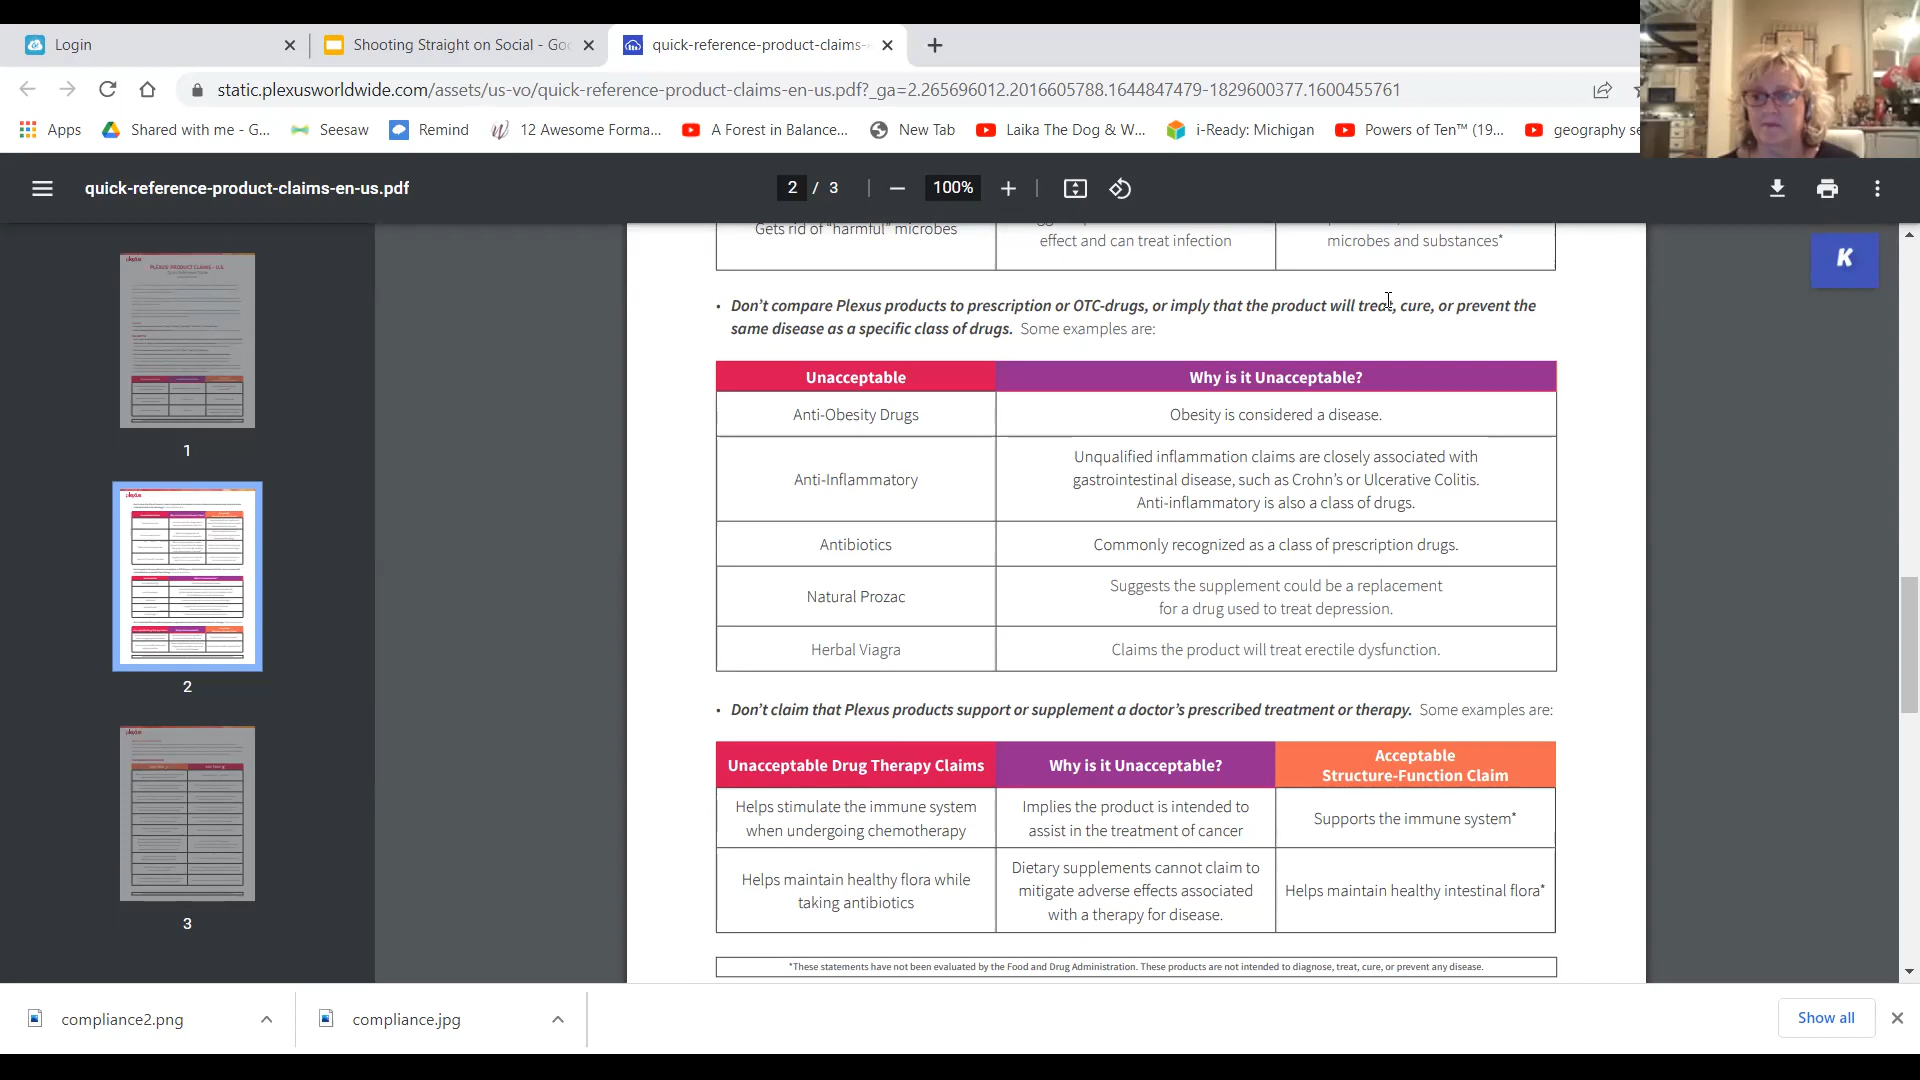 Login
Shooting Straight on Social - Goo
quick-reference-product-claims-
static.plexusworldwide.com/assets/us-vo/quick-reference-product-claims-en-us.pdf?_ga=2.265696012.2016605788.1644847479-1829600377.1600455761
Apps
Shared with me - G...
Seesaw
Remind
12 Awesome Forma...
A Forest in Balance...
New Tab
Laika The Dog & W...
i-Ready: Michigan
Powers of Ten™ (19...
geography se
quick-reference-product-claims-en-us.pdf
2 / 3
100%
K
1
2
3
Gets rid of "harmful" microbes
effect and can treat infection
microbes and substances*
• Don't compare Plexus products to prescription or OTC-drugs, or imply that the product will treat, cure, or prevent the
same disease as a specific class of drugs. Some examples are:
Unacceptable
Why is it Unacceptable?
Anti-Obesity Drugs
Obesity is considered a disease.
Anti-Inflammatory
Unqualified inflammation claims are closely associated with
gastrointestinal disease, such as Crohn's or Ulcerative Colitis.
Anti-inflammatory is also a class of drugs.
Antibiotics
Commonly recognized as a class of prescription drugs.
Natural Prozac
Suggests the supplement could be a replacement
for a drug used to treat depression.
Herbal Viagra
Claims the product will treat erectile dysfunction.
• Don't claim that Plexus products support or supplement a doctor's prescribed treatment or therapy. Some examples are:
Unacceptable Drug Therapy Claims
Why is it Unacceptable?
Acceptable
Structure-Function Claim
Helps stimulate the immune system
when undergoing chemotherapy
Implies the product is intended to
assist in the treatment of cancer
Supports the immune system*
Helps maintain healthy flora while
taking antibiotics
Dietary supplements cannot claim to
mitigate adverse effects associated
with a therapy for disease.
Helps maintain healthy intestinal flora*
*These statements have not been evaluated by the Food and Drug Administration. These products are not intended to diagnose, treat, cure, or prevent any disease.
compliance2.png
compliance.jpg
Show all